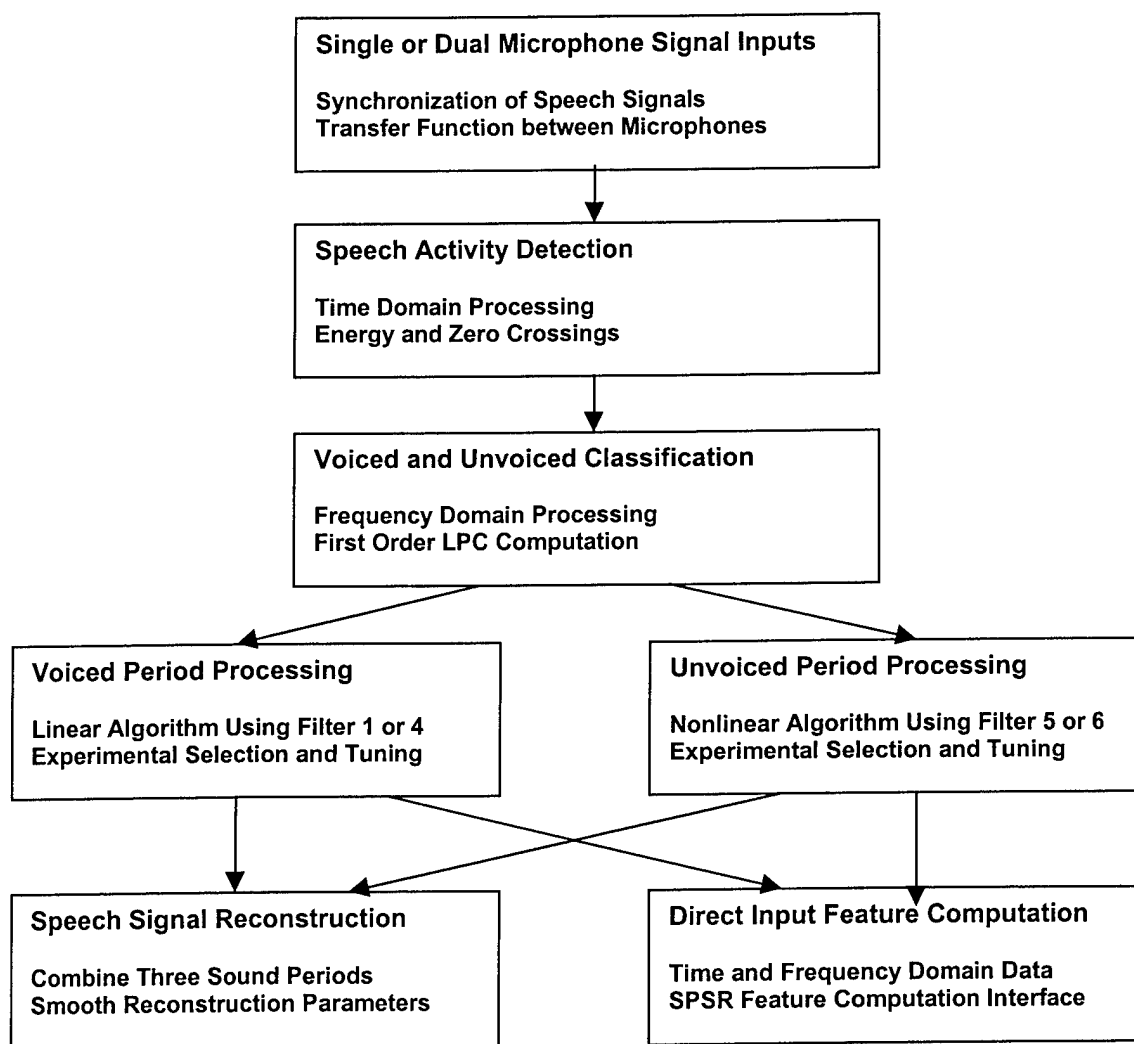 Single or Dual Microphone Signal Inputs
Synchronization of Speech Signals
Transfer Function between Microphones
Speech Activity Detection
Time Domain Processing
Energy and Zero Crossings
Voiced and Unvoiced Classification
Frequency Domain Processing
First Order LPC Computation
Voiced Period Processing
Linear Algorithm Using Filter 1 or 4
Experimental Selection and Tuning
Unvoiced Period Processing
Nonlinear Algorithm Using Filter 5 or 6
Experimental Selection and Tuning
Speech Signal Reconstruction
Combine Three Sound Periods
Smooth Reconstruction Parameters
Direct Input Feature Computation
Time and Frequency Domain Data
SPSR Feature Computation Interface